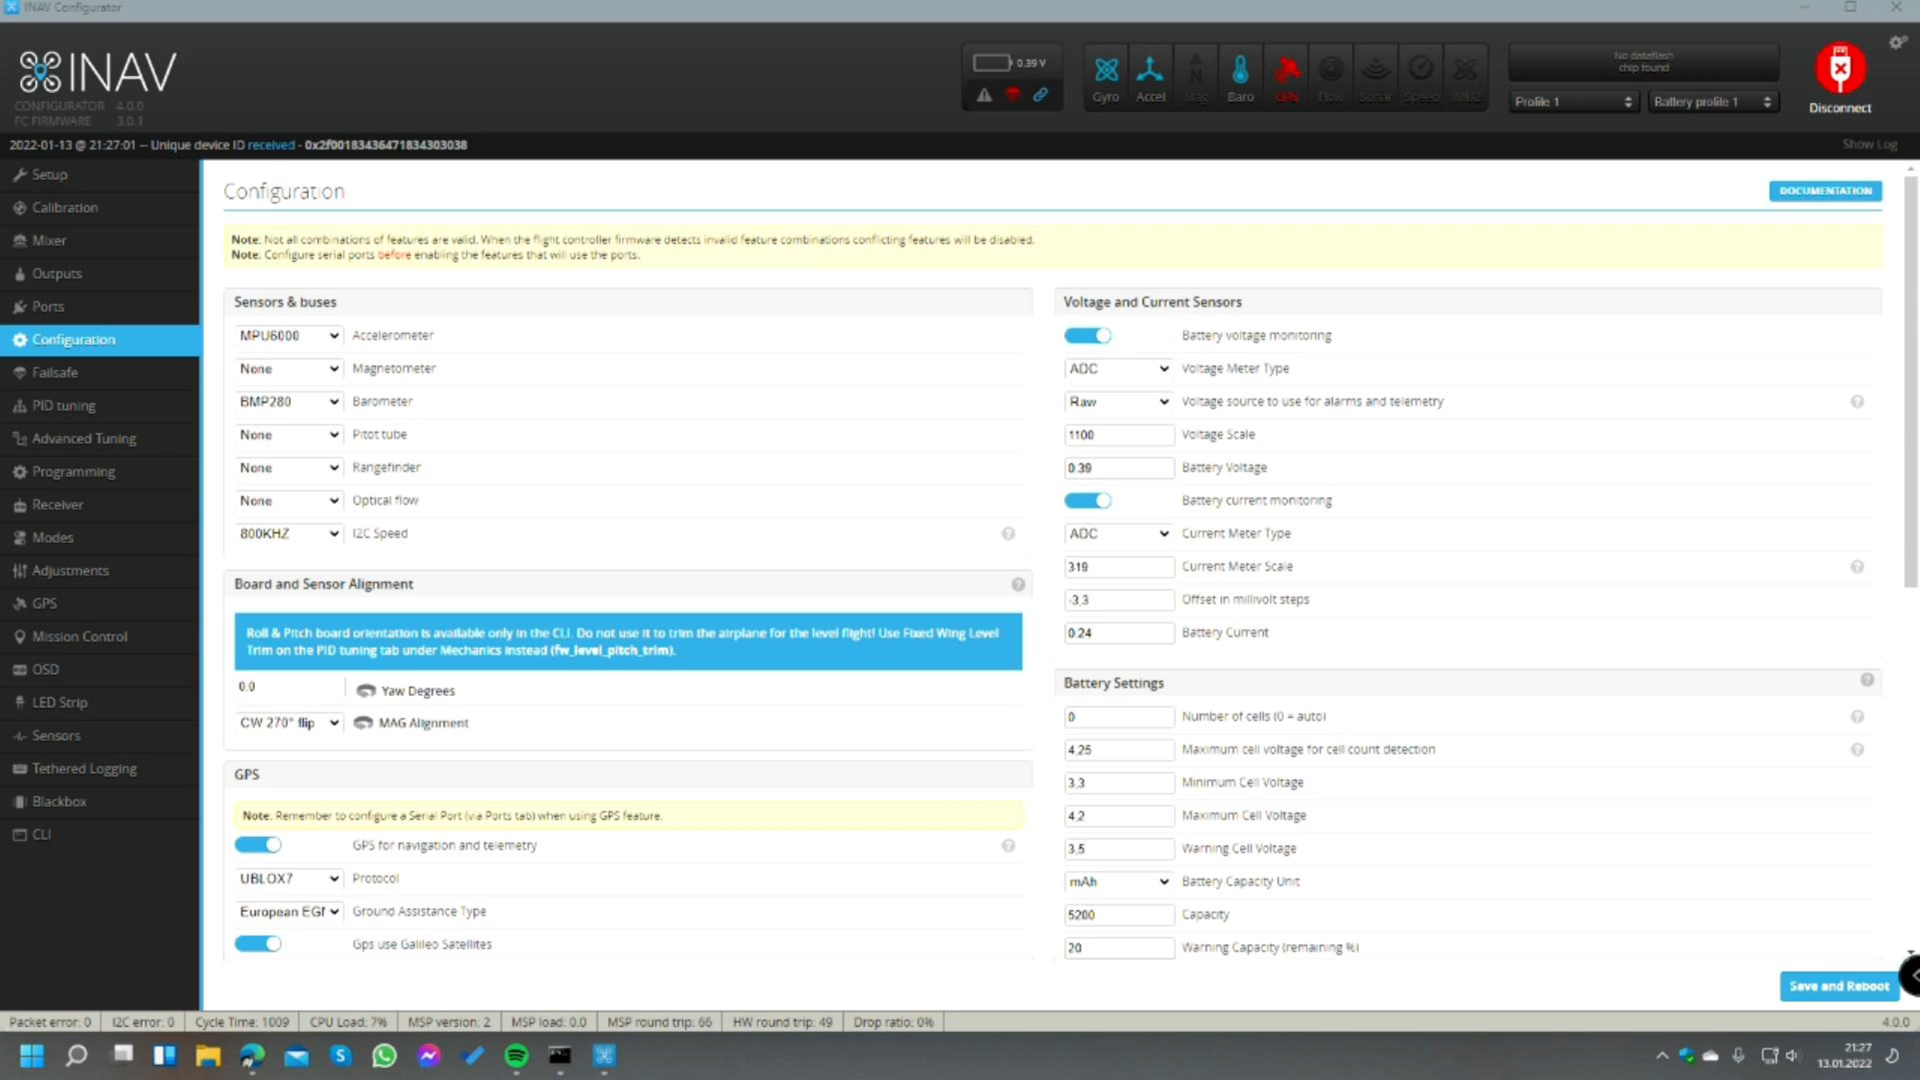 INAV Configurator
INAV
CONFIGURATOR 4.0.0
FC FIRMWARE 3.0.1
0.39 V
Gyro
Accel
Mag
Baro
GPS
Flow
Sonar
Speed
IMU2
No dataflash
chip found
Profile 1
Battery profile 1
Disconnect
2022-01-13 @ 21:27:01 -- Unique device ID received - 0x2f00183436471834303038
Show Log
Setup
Calibration
Mixer
Outputs
Ports
Configuration
Failsafe
PID tuning
Advanced Tuning
Programming
Receiver
Modes
Adjustments
GPS
Mission Control
OSD
LED Strip
Sensors
Tethered Logging
Blackbox
CLI
Configuration
DOCUMENTATION
Note: Not all combinations of features are valid. When the flight controller firmware detects invalid feature combinations conflicting features will be disabled.
Note: Configure serial ports before enabling the features that will use the ports.
Sensors & buses
MPU6000 Accelerometer
None Magnetometer
BMP280 Barometer
None Pitot tube
None Rangefinder
None Optical flow
800KHZ I2C Speed
Board and Sensor Alignment
Roll & Pitch board orientation is available only in the CLI. Do not use it to trim the airplane for the level flight! Use Fixed Wing Level
Trim on the PID tuning tab under Mechanics instead (fw_level_pitch_trim).
0.0 Yaw Degrees
CW 270° flip MAG Alignment
GPS
Note: Remember to configure a Serial Port (via Ports tab) when using GPS feature.
GPS for navigation and telemetry
UBLOX7 Protocol
European EGN Ground Assistance Type
Gps use Galileo Satellites
Voltage and Current Sensors
Battery voltage monitoring
ADC Voltage Meter Type
Raw Voltage source to use for alarms and telemetry
1100 Voltage Scale
0.39 Battery Voltage
Battery current monitoring
ADC Current Meter Type
319 Current Meter Scale
-3,3 Offset in millivolt steps
0.24 Battery Current
Battery Settings
0 Number of cells (0 = auto)
4,25 Maximum cell voltage for cell count detection
3,3 Minimum Cell Voltage
4,2 Maximum Cell Voltage
3,5 Warning Cell Voltage
mAh Battery Capacity Unit
5200 Capacity
20 Warning Capacity (remaining %)
Save and Reboot
Packet error: 0 I2C error: 0 Cycle Time: 1009 CPU Load: 7% MSP version: 2 MSP load: 0.0 MSP round trip: 66 HW round trip: 49 Drop ratio: 0% 4.0.0
21:27
13.01.2022